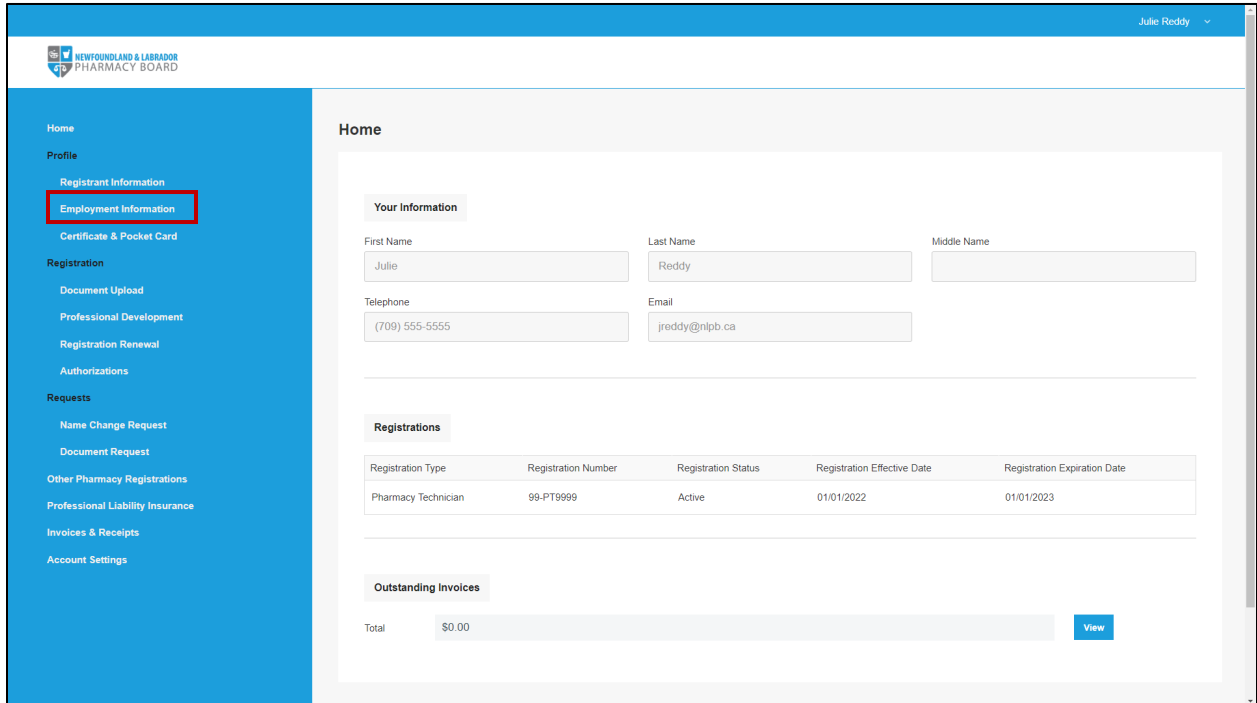 Julie Reddy
NEWFOUNDLAND & LABRADOR
PHARMACY BOARD
Home
Profile
Registrant Information
Employment Information
Certificate & Pocket Card
Registration
Document Upload
Professional Development
Registration Renewal
Authorizations
Requests
Name Change Request
Document Request
Other Pharmacy Registrations
Professional Liability Insurance
Invoices & Receipts
Account Settings
Home
Your Information
First Name Last Name Middle Name
Julie Reddy
Telephone Email
(709) 555-5555 jreddy@nlpb.ca
Registrations
Registration Type Registration Number Registration Status Registration Effective Date Registration Expiration Date
Pharmacy Technician 99-PT9999 Active 01/01/2022 01/01/2023
Outstanding Invoices
Total $0.00 View